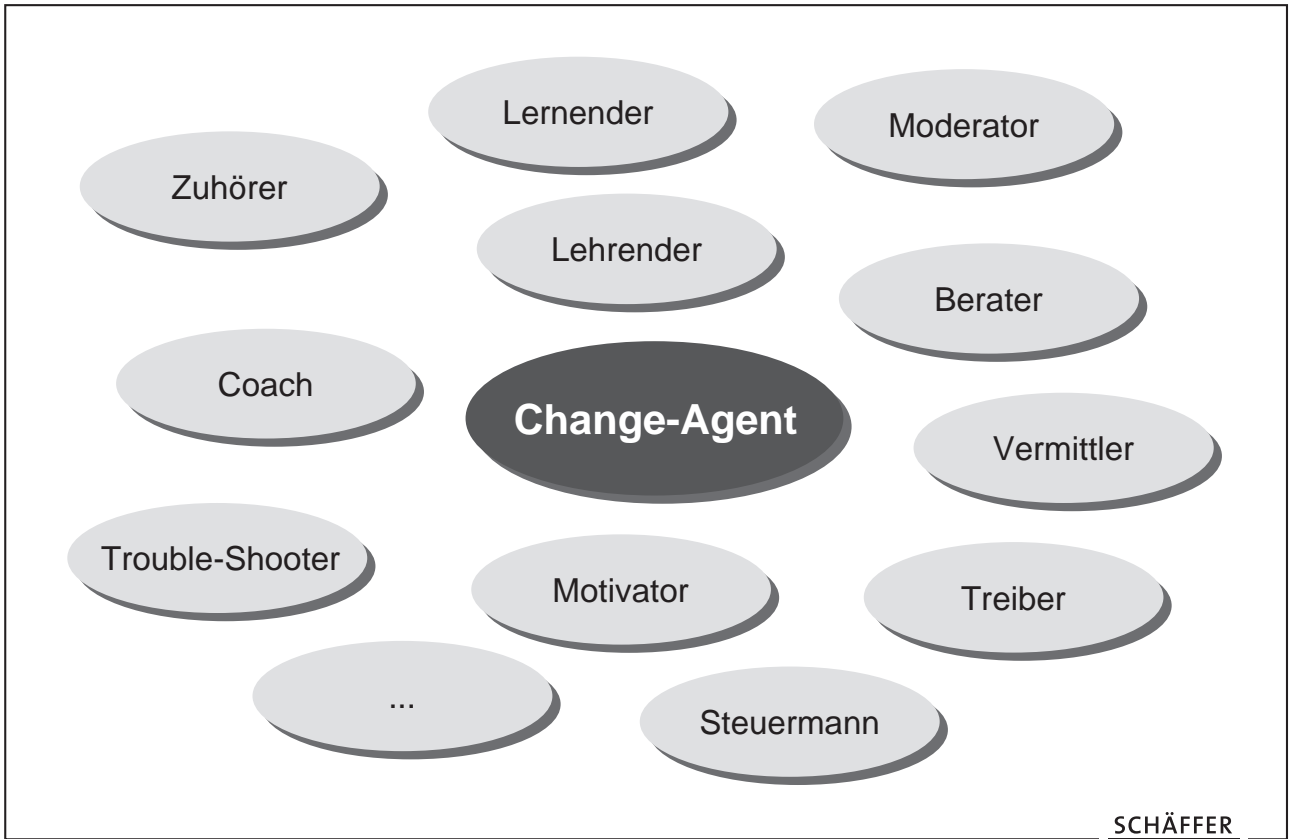 Lernender
Moderator
Zuhörer
Lehrender
Berater
Coach
Change-Agent
Vermittler
Trouble-Shooter
Motivator
Treiber
...
Steuermann
SCHÄFFER